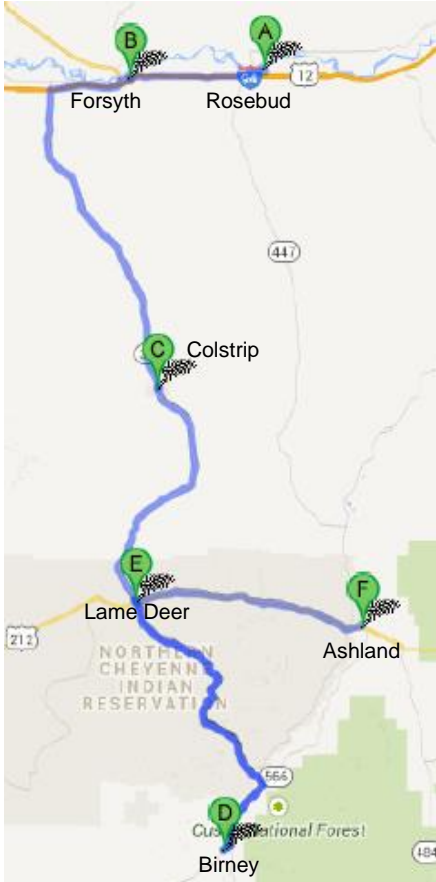 B
A
94
12
Forsyth
Rosebud
447
C
Colstrip
E
F
Lame Deer
212
Ashland
NORTHERN
CHEYENNE
INDIAN
RESERVATION
566
D
National Forest
484
Birney